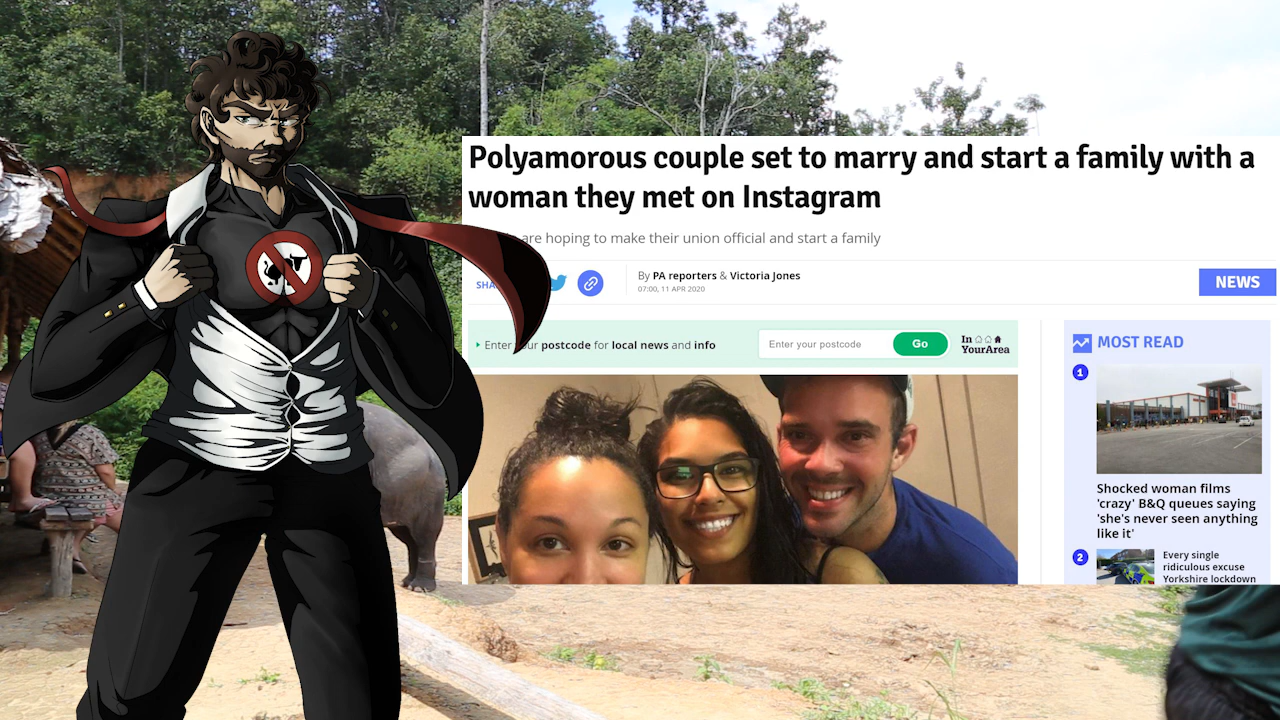 Polyamorous couple set to marry and start a family with a
woman they met on Instagram
are hoping to make their union official and start a family
SHA
By PA reporters & Victoria Jones
07:00, 11 APR 2020
NEWS
Enter your postcode for local news and info
Enter your postcode
Go
In
YourArea
MOST READ
1
Shocked woman films
'crazy' B&Q queues saying
'she's never seen anything
like it'
2
Every single
ridiculous excuse
Yorkshire lockdown